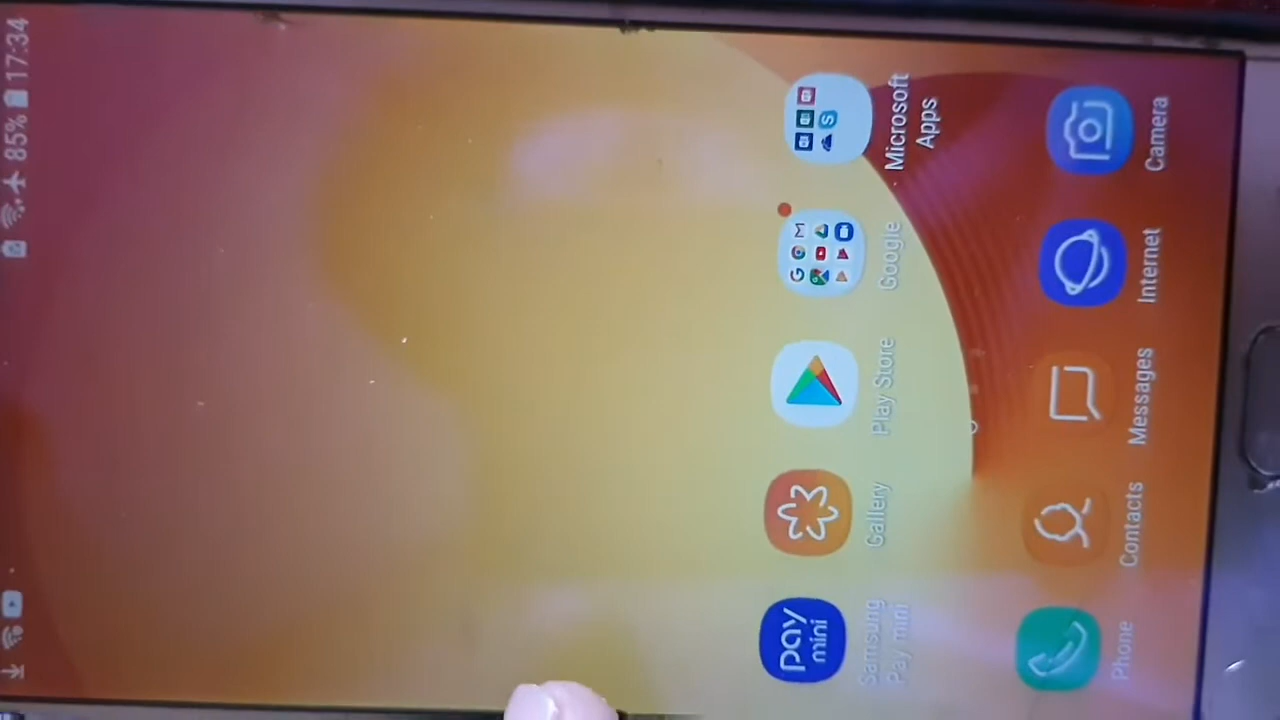 85% 17:34
pay
mini
Samsung
Pay mini
Gallery
Play Store
Google
Microsoft
Apps
Phone
Contacts
Messages
Internet
Camera